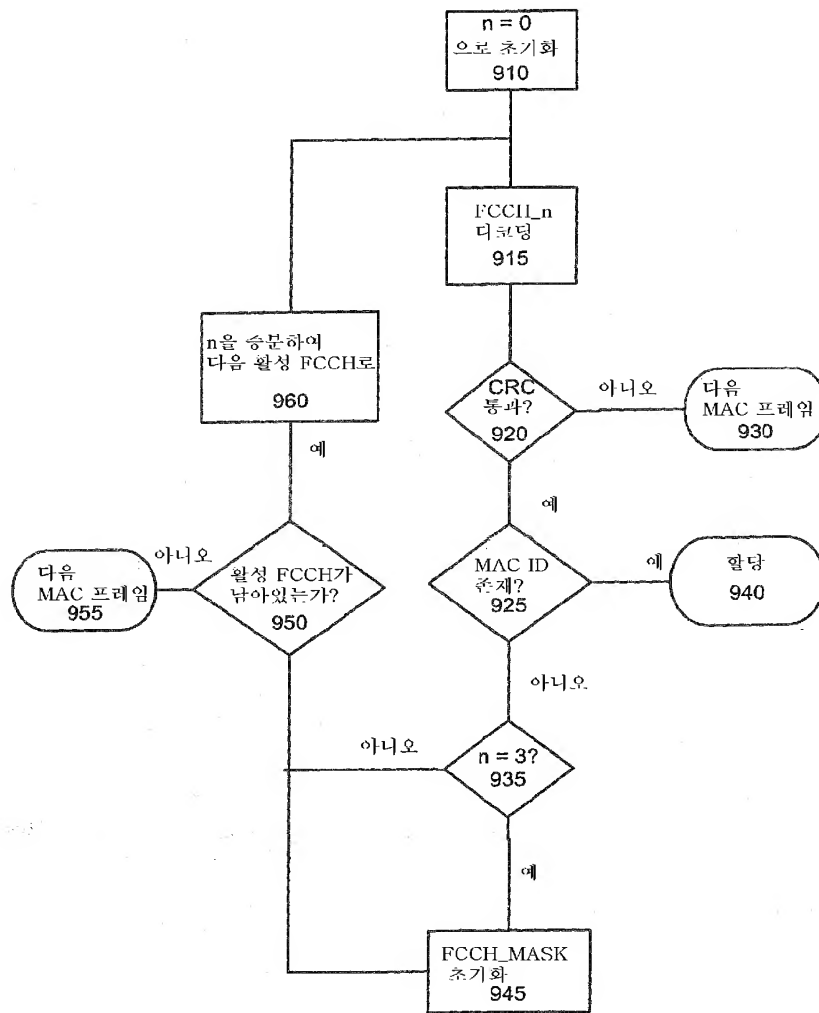 n = 0
으로 초기화
910
FCCH_n
디코딩
915
n을 증분하여
다음 활성 FCCH로
960
CRC
통과?
920
아니오
다음
MAC 프레임
930
예
예
아니오
다음
MAC 프레임
955
활성 FCCH가
남아있는가?
950
MAC ID
존재?
925
예
할당
940
아니오
아니오
n = 3?
935
예
FCCH_MASK
초기화
945